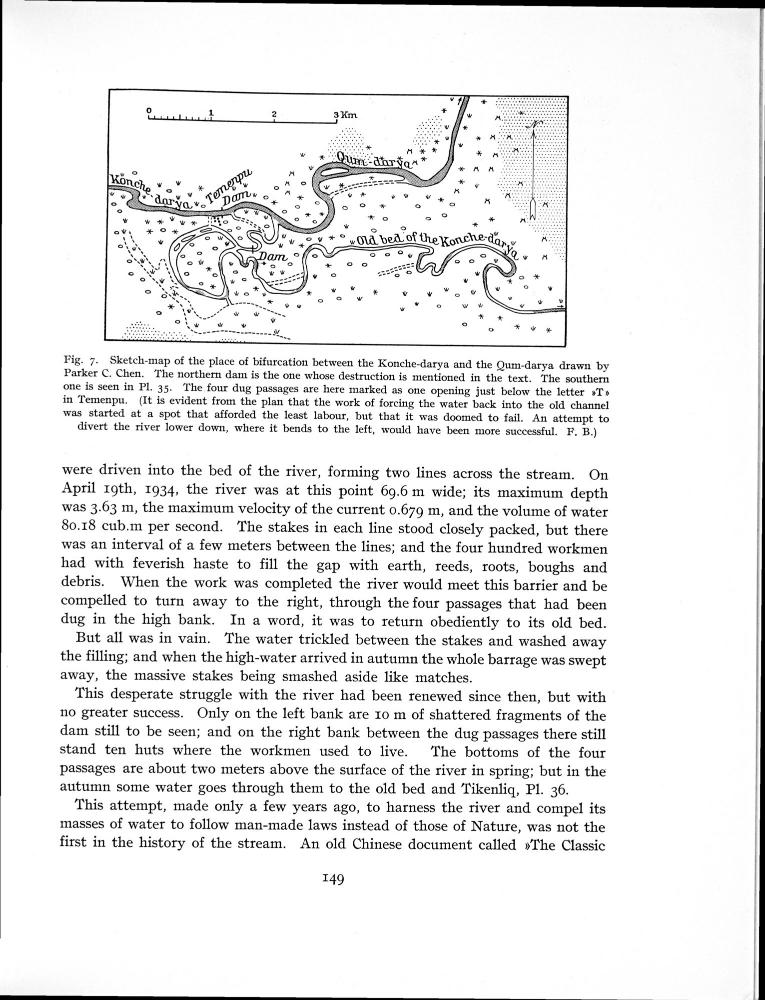 0 1 2 3 Km
N
Qum-darya
Konche darya
Temenpu
Dam
Old bed of the Konche-darya
Dam
Fig. 7. Sketch-map of the place of bifurcation between the Konche-darya and the Qum-darya drawn by
Parker C. Chen. The northern dam is the one whose destruction is mentioned in the text. The southern
one is seen in Pl. 35. The four dug passages are here marked as one opening just below the letter »T»
in Temenpu. (It is evident from the plan that the work of forcing the water back into the old channel
was started at a spot that afforded the least labour, but that it was doomed to fail. An attempt to
divert the river lower down, where it bends to the left, would have been more successful. F. B.)
were driven into the bed of the river, forming two lines across the stream. On
April 19th, 1934, the river was at this point 69.6 m wide; its maximum depth
was 3.63 m, the maximum velocity of the current 0.679 m, and the volume of water
80.18 cub.m per second. The stakes in each line stood closely packed, but there
was an interval of a few meters between the lines; and the four hundred workmen
had with feverish haste to fill the gap with earth, reeds, roots, boughs and
debris. When the work was completed the river would meet this barrier and be
compelled to turn away to the right, through the four passages that had been
dug in the high bank. In a word, it was to return obediently to its old bed.
But all was in vain. The water trickled between the stakes and washed away
the filling; and when the high-water arrived in autumn the whole barrage was swept
away, the massive stakes being smashed aside like matches.
This desperate struggle with the river had been renewed since then, but with
no greater success. Only on the left bank are 10 m of shattered fragments of the
dam still to be seen; and on the right bank between the dug passages there still
stand ten huts where the workmen used to live. The bottoms of the four
passages are about two meters above the surface of the river in spring; but in the
autumn some water goes through them to the old bed and Tikenliq, Pl. 36.
This attempt, made only a few years ago, to harness the river and compel its
masses of water to follow man-made laws instead of those of Nature, was not the
first in the history of the stream. An old Chinese document called »The Classic
149